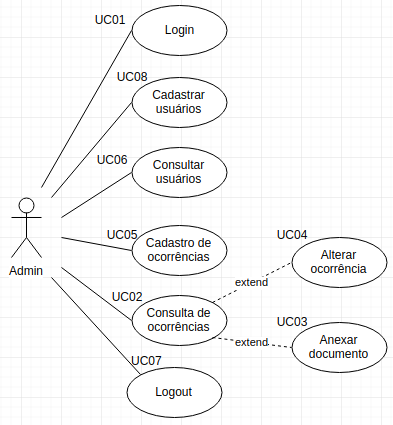 UC01
Login
UC08
Cadastrar
usuários
UC06
Consultar
usuários
UC05
Cadastro de
ocorrências
UC04
Alterar
ocorrência
Admin
extend
UC02
Consulta de
ocorrências
UC03
extend
Anexar
documento
UC07
Logout